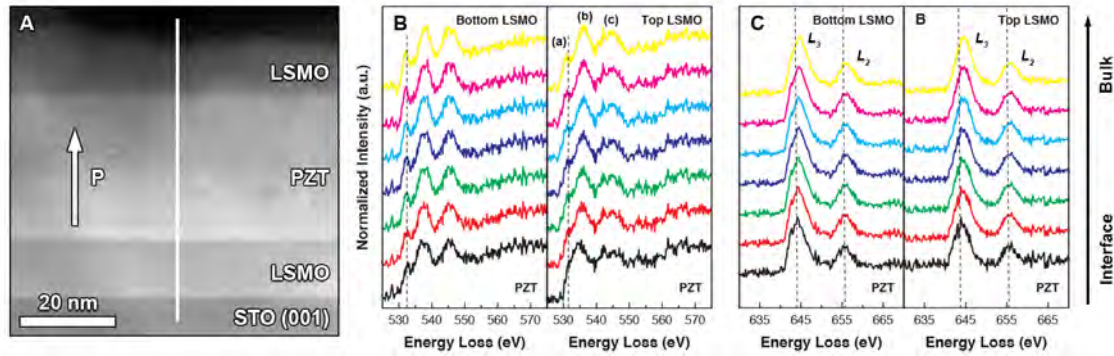 A
LSMO
P
PZT
LSMO
20 nm
STO (001)
B
Bottom LSMO
(b)
Top LSMO
(a)
(c)
Normalized Intensity (a.u.)
PZT
PZT
530 540 550 560 570
530 540 550 560 570
Energy Loss (eV)
Energy Loss (eV)
C
Bottom LSMO
L3
L2
B
Top LSMO
L3
L2
PZT
PZT
635 645 655 665
635 645 655 665
Energy Loss (eV)
Energy Loss (eV)
Bulk
Interface